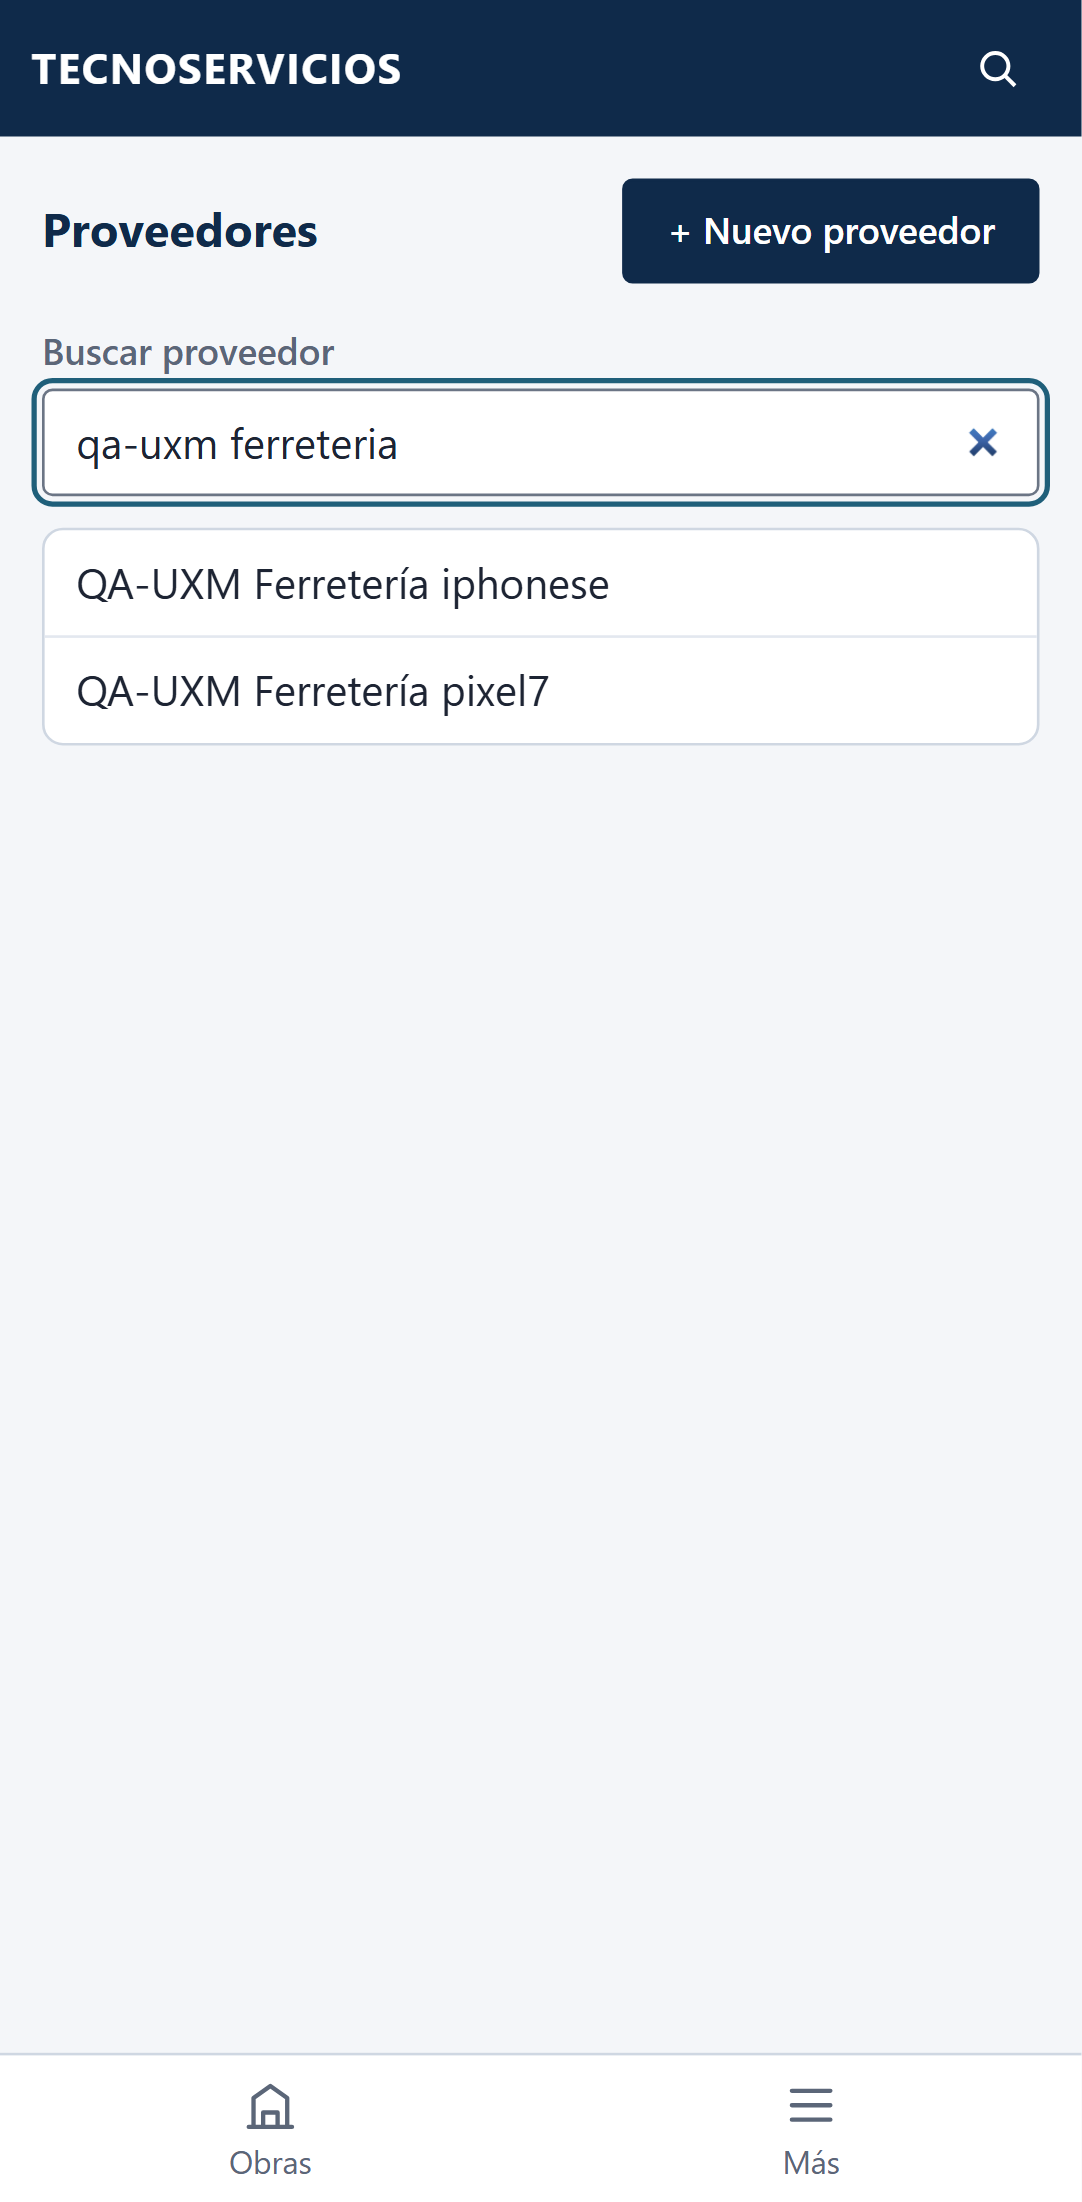 TECNOSERVICIOS
Proveedores
+ Nuevo proveedor
Buscar proveedor
qa-uxm ferreteria
QA-UXM Ferretería iphonese
QA-UXM Ferretería pixel7
Obras
Más